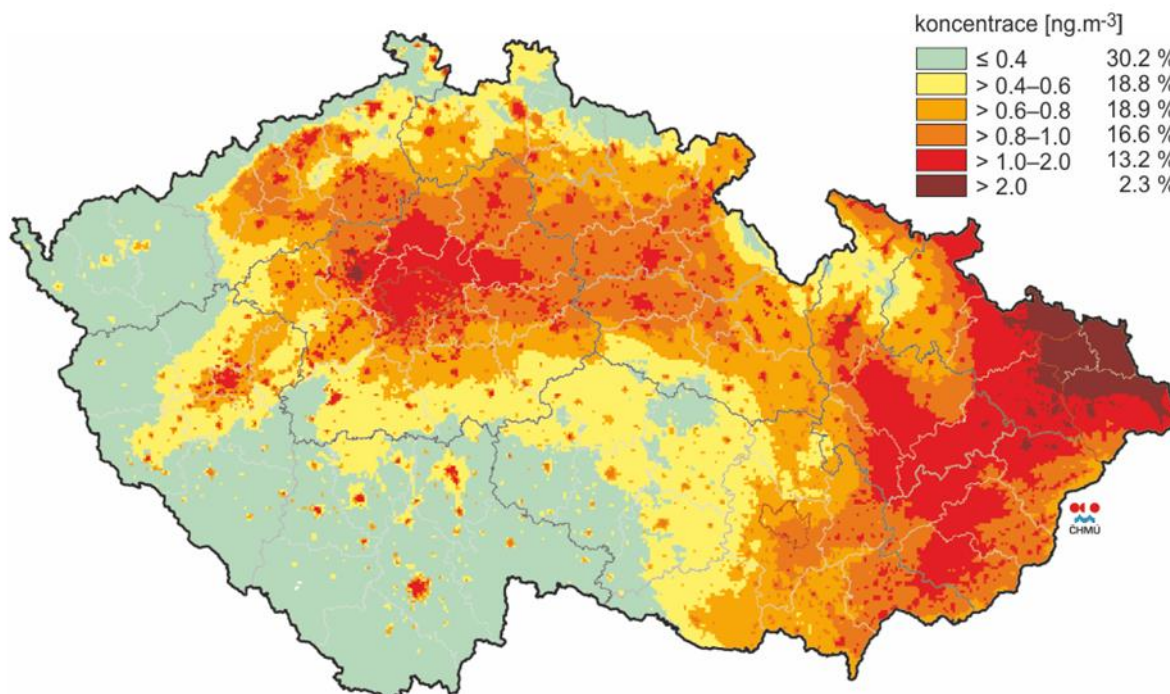 koncentrace [ng.m-3]
≤ 0.4 30.2 %
> 0.4–0.6 18.8 %
> 0.6–0.8 18.9 %
> 0.8–1.0 16.6 %
> 1.0–2.0 13.2 %
> 2.0 2.3 %
ČHMÚ